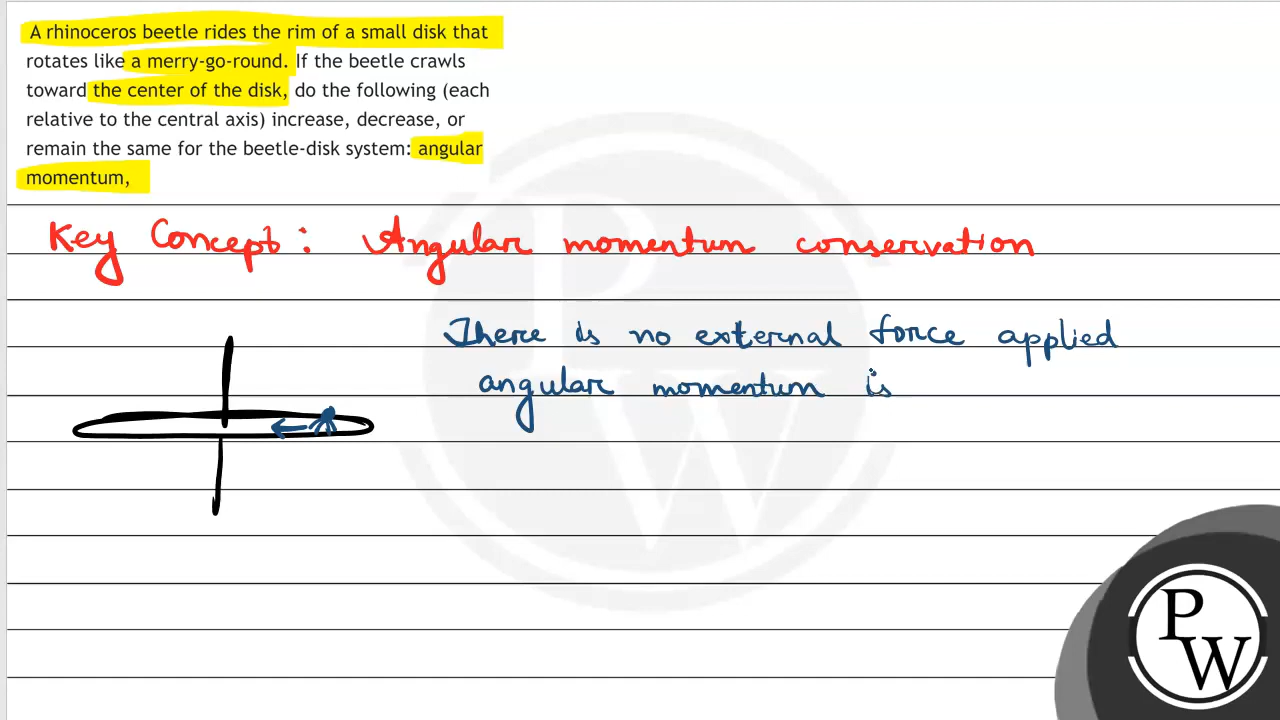 A rhinoceros beetle rides the rim of a small disk that
rotates like a merry-go-round. If the beetle crawls
toward the center of the disk, do the following (each
relative to the central axis) increase, decrease, or
remain the same for the beetle-disk system: angular
momentum,
Key Concept: Angular momentum conservation
There is no external force applied
angular momentum is
P
W
P
W